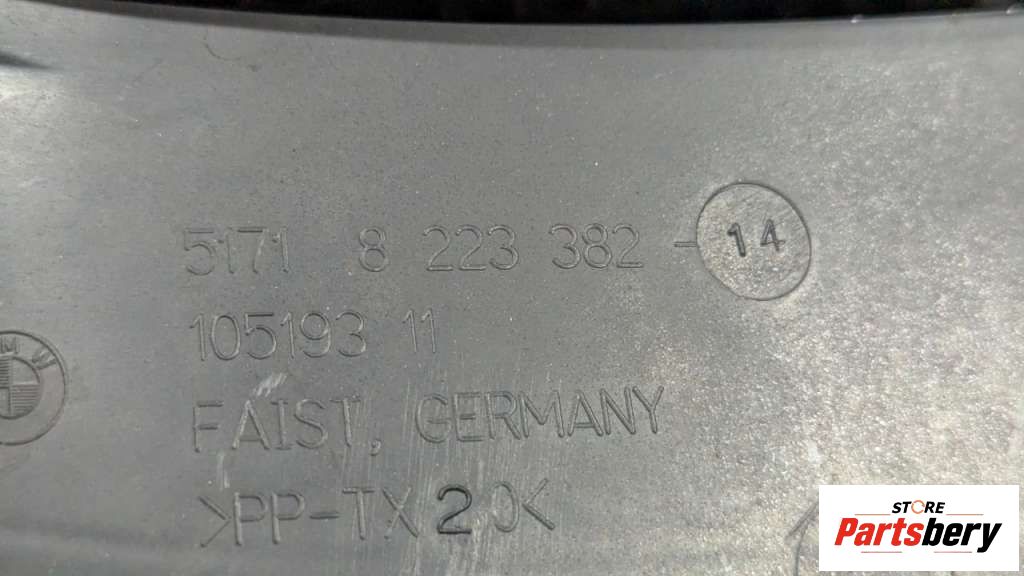 5171 8 223 382 - 14
105193 11
FAIST, GERMANY
>PP-TX20<
STORE
Partsbery